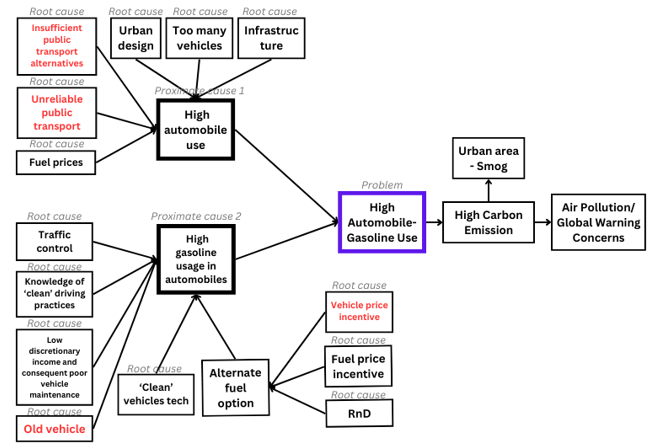 Root cause
Insufficient
public
transport
alternatives
Root cause
Urban
design
Root cause
Too many
vehicles
Root cause
Infrastruc
ture
Root cause
Unreliable
public
transport
Root cause
Fuel prices
Proximate cause 1
High
automobile
use
Problem
High
Automobile-
Gasoline Use
Urban area
- Smog
High Carbon
Emission
Air Pollution/
Global Warning
Concerns
Proximate cause 2
High
gasoline
usage in
automobiles
Root cause
Traffic
control
Root cause
Knowledge of
‘clean’ driving
practices
Root cause
Low
discretionary
income and
consequent poor
vehicle
maintenance
Root cause
Old vehicle
Root cause
‘Clean’
vehicles tech
Alternate
fuel
option
Root cause
Vehicle price
incentive
Root cause
Fuel price
incentive
Root cause
RnD